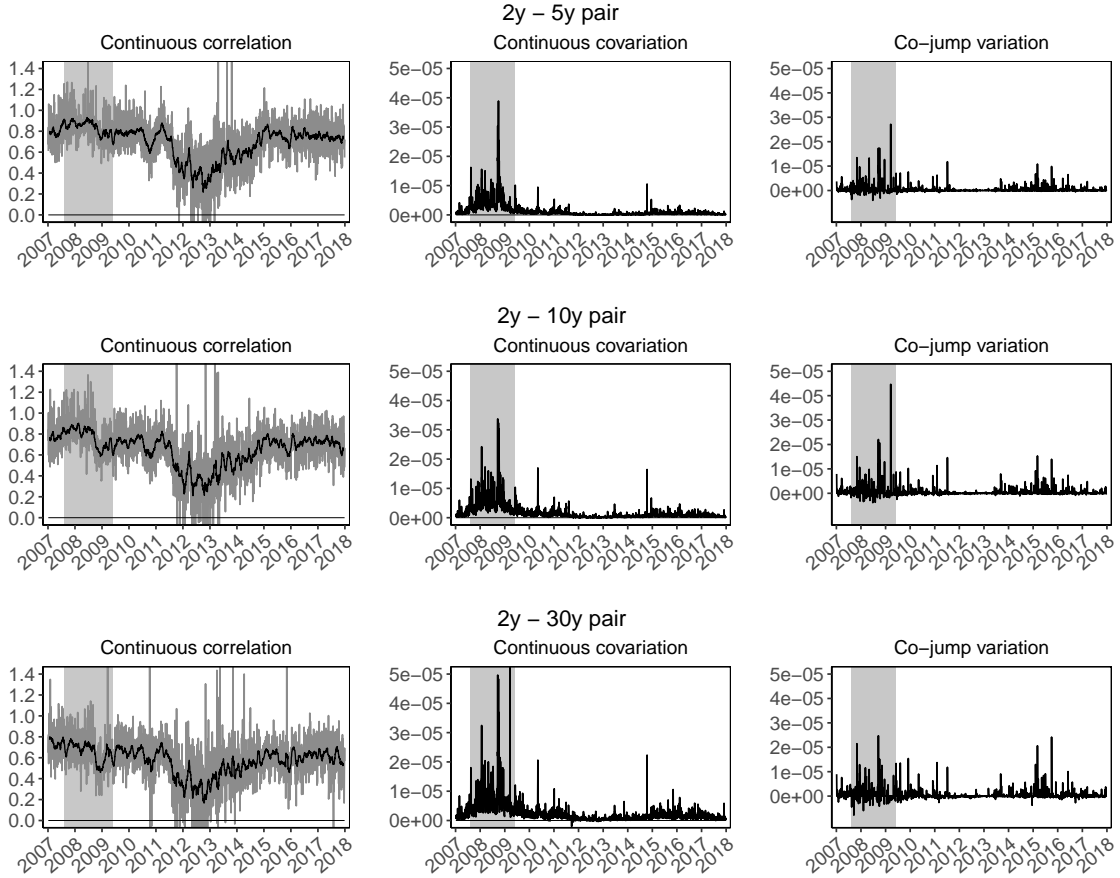 2y – 5y pair
Continuous correlation
Continuous covariation
Co−jump variation
1.4
1.2
1.0
0.8
0.6
0.4
0.2
0.0
5e−05
4e−05
3e−05
2e−05
1e−05
0e+00
5e−05
4e−05
3e−05
2e−05
1e−05
0e+00
2007 2008 2009 2010 2011 2012 2013 2014 2015 2016 2017 2018
2007 2008 2009 2010 2011 2012 2013 2014 2015 2016 2017 2018
2007 2008 2009 2010 2011 2012 2013 2014 2015 2016 2017 2018
2y – 10y pair
Continuous correlation
Continuous covariation
Co−jump variation
1.4
1.2
1.0
0.8
0.6
0.4
0.2
0.0
5e−05
4e−05
3e−05
2e−05
1e−05
0e+00
5e−05
4e−05
3e−05
2e−05
1e−05
0e+00
2007 2008 2009 2010 2011 2012 2013 2014 2015 2016 2017 2018
2007 2008 2009 2010 2011 2012 2013 2014 2015 2016 2017 2018
2007 2008 2009 2010 2011 2012 2013 2014 2015 2016 2017 2018
2y – 30y pair
Continuous correlation
Continuous covariation
Co−jump variation
1.4
1.2
1.0
0.8
0.6
0.4
0.2
0.0
5e−05
4e−05
3e−05
2e−05
1e−05
0e+00
5e−05
4e−05
3e−05
2e−05
1e−05
0e+00
2007 2008 2009 2010 2011 2012 2013 2014 2015 2016 2017 2018
2007 2008 2009 2010 2011 2012 2013 2014 2015 2016 2017 2018
2007 2008 2009 2010 2011 2012 2013 2014 2015 2016 2017 2018